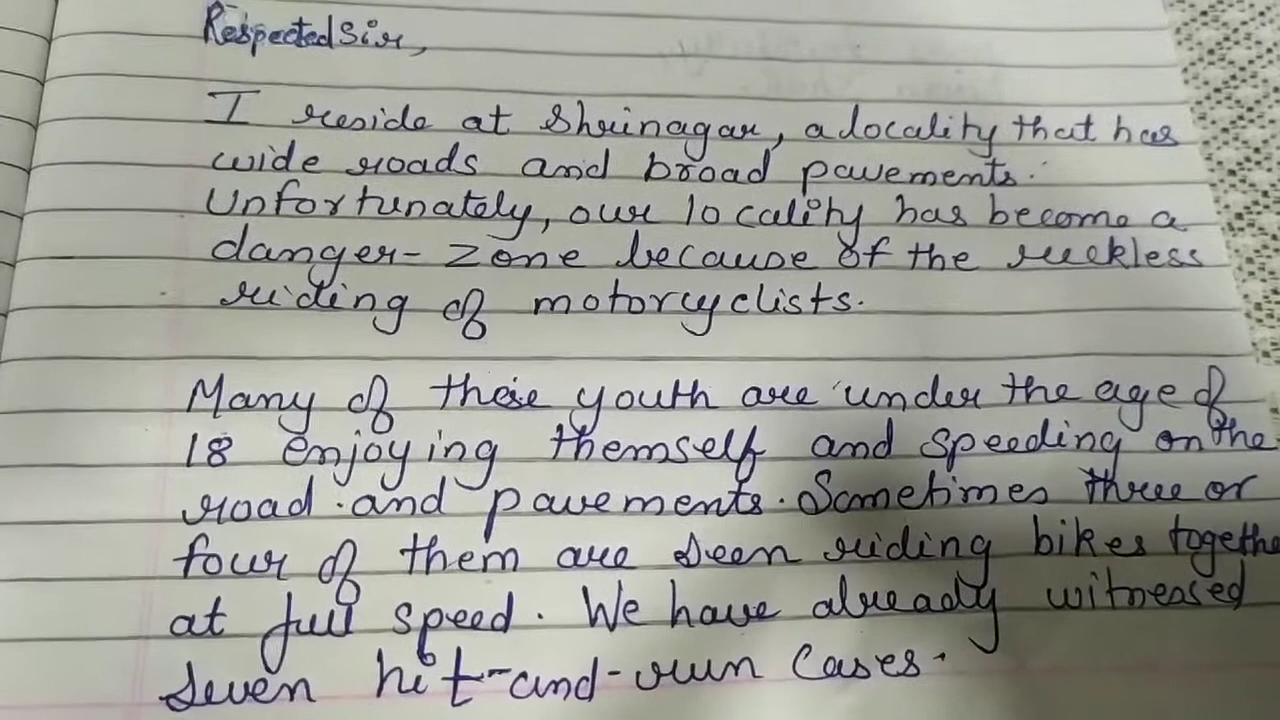 Respected Sir,
I reside at Shrinagar, a locality that has
wide roads and broad pavements.
Unfortunately, our locality has become a
danger-zone because of the reckless
riding of motorcyclists.
Many of these youth are under the age of
18 enjoying themself and speeding on the
road and pavements. Sometimes three or
four of them are seen riding bikes togethe
at full speed. We have already witneased
seven hit-and-run cases.